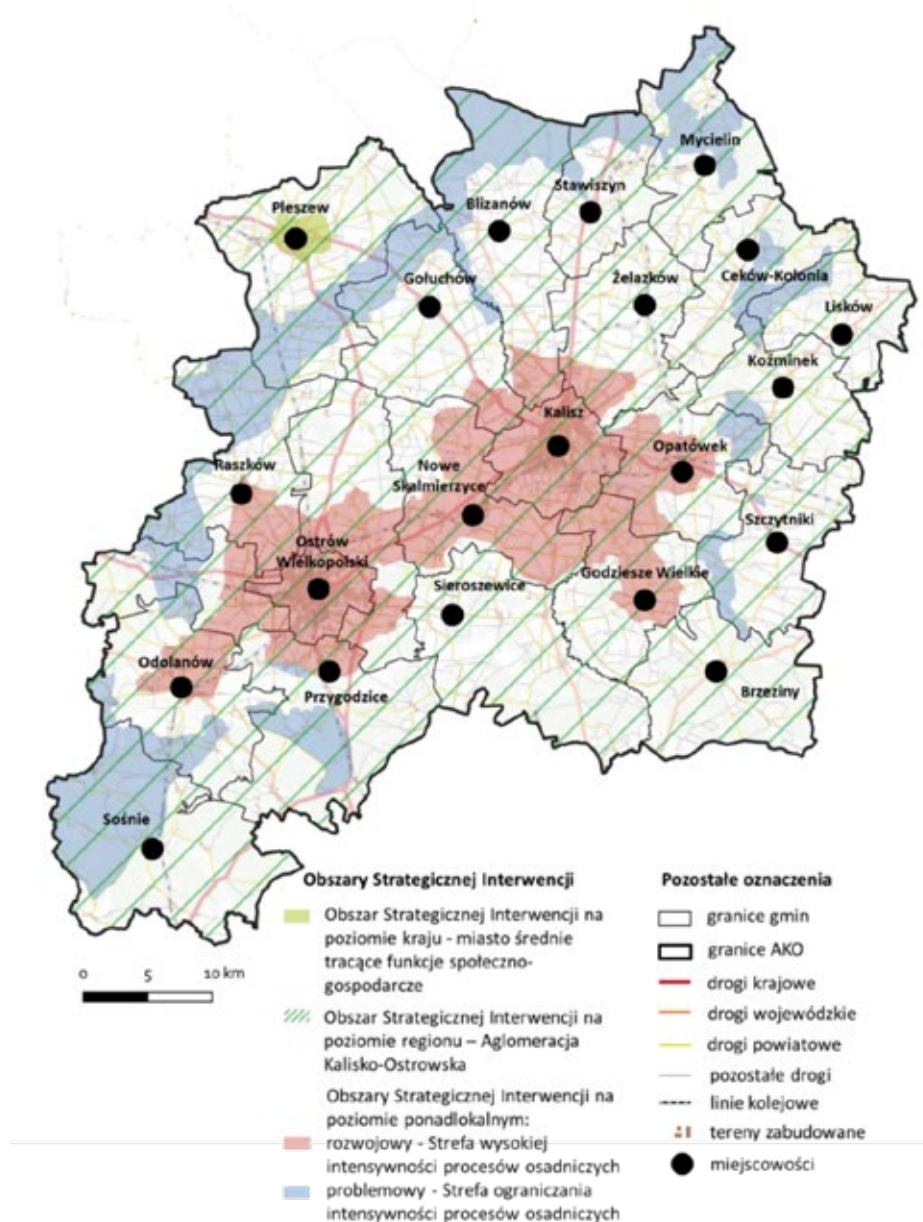 Mycielin
Stawiszyn
Pleszew
Blizanów
Gołuchów
Żelazków
Ceków-Kolonia
Lisków
Koźminek
Kalisz
Opatówek
Raszków
Nowe
Skalmierzyce
Szczytniki
Ostrów
Wielkopolski
Sieroszewice
Godziesze Wielkie
Odolanów
Przygodzice
Brzeziny
Sośnie
0 5 10 km
Obszary Strategicznej Interwencji
Obszar Strategicznej Interwencji na
poziomie kraju - miasto średnie
tracące funkcje społeczno-
gospodarcze
Obszar Strategicznej Interwencji na
poziomie regionu – Aglomeracja
Kalisko-Ostrowska
Obszary Strategicznej Interwencji na
poziomie ponadlokalnym:
rozwojowy - Strefa wysokiej
intensywności procesów osadniczych
problemowy - Strefa ograniczania
intensywności procesów osadniczych
Pozostałe oznaczenia
granice gmin
granice AKO
drogi krajowe
drogi wojewódzkie
drogi powiatowe
pozostałe drogi
linie kolejowe
tereny zabudowane
miejscowości